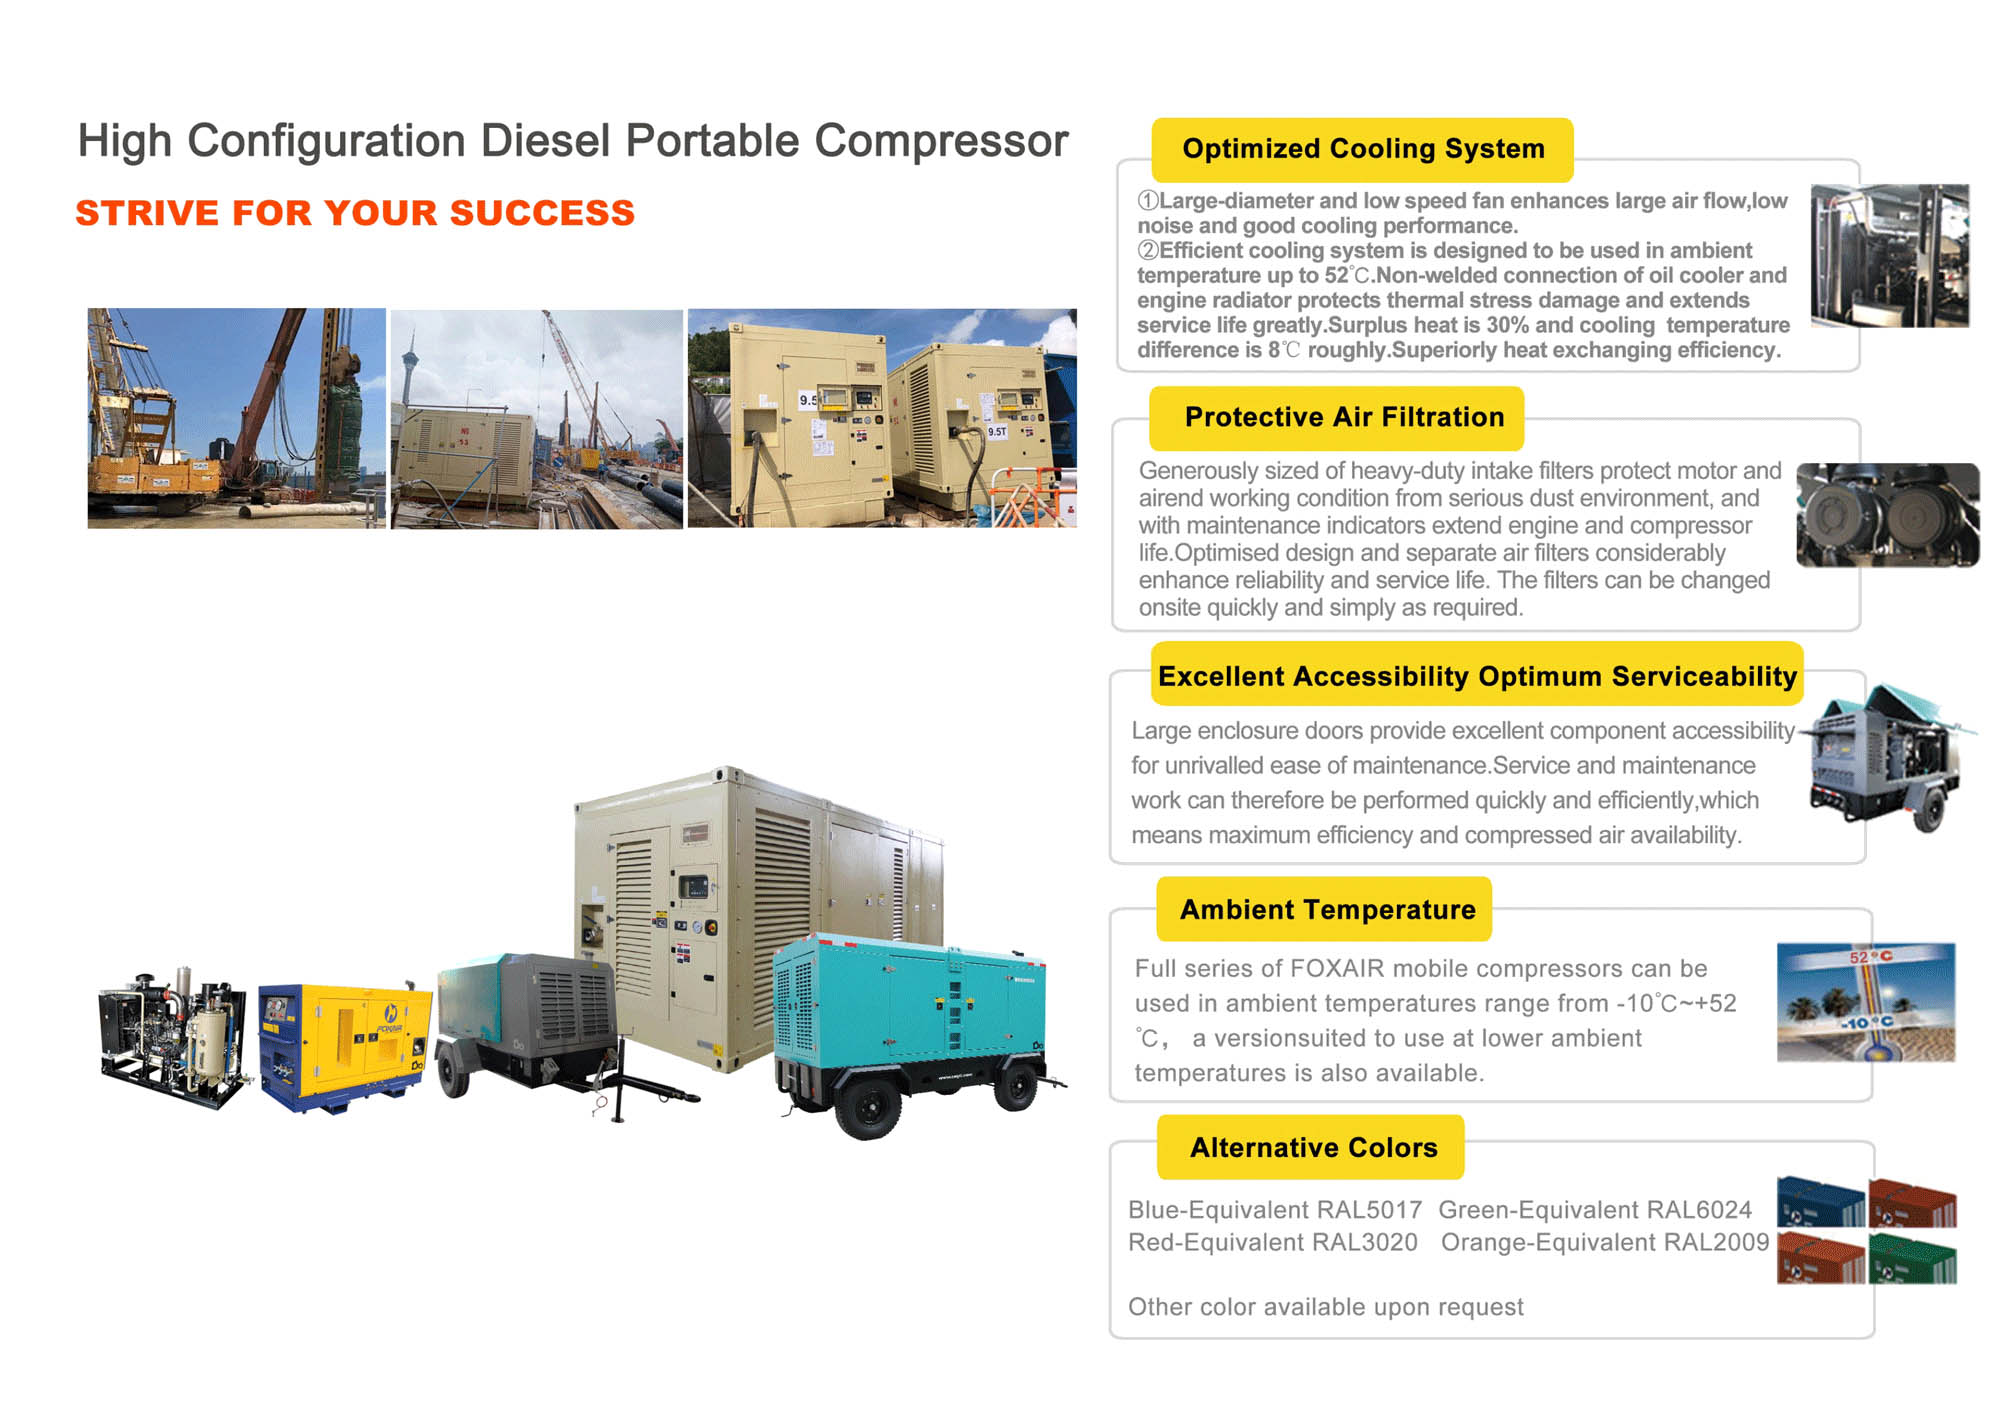 High Configuration Diesel Portable Compressor
STRIVE FOR YOUR SUCCESS
9.5
9.5T
FOXAIR
Optimized Cooling System
①Large-diameter and low speed fan enhances large air flow,low
noise and good cooling performance.
②Efficient cooling system is designed to be used in ambient
temperature up to 52℃.Non-welded connection of oil cooler and
engine radiator protects thermal stress damage and extends
service life greatly.Surplus heat is 30% and cooling  temperature
difference is 8℃ roughly.Superiorly heat exchanging efficiency.
Protective Air Filtration
Generously sized of heavy-duty intake filters protect motor and
airend working condition from serious dust environment, and
with maintenance indicators extend engine and compressor
life.Optimised design and separate air filters considerably
enhance reliability and service life. The filters can be changed
onsite quickly and simply as required.
Excellent Accessibility Optimum Serviceability
Large enclosure doors provide excellent component accessibility
for unrivalled ease of maintenance.Service and maintenance
work can therefore be performed quickly and efficiently,which
means maximum efficiency and compressed air availability.
Ambient Temperature
Full series of FOXAIR mobile compressors can be
used in ambient temperatures range from -10℃~+52
℃， a versionsuited to use at lower ambient
temperatures is also available.
52°C
-10°C
Alternative Colors
Blue-Equivalent RAL5017  Green-Equivalent RAL6024
Red-Equivalent RAL3020  Orange-Equivalent RAL2009
Other color available upon request